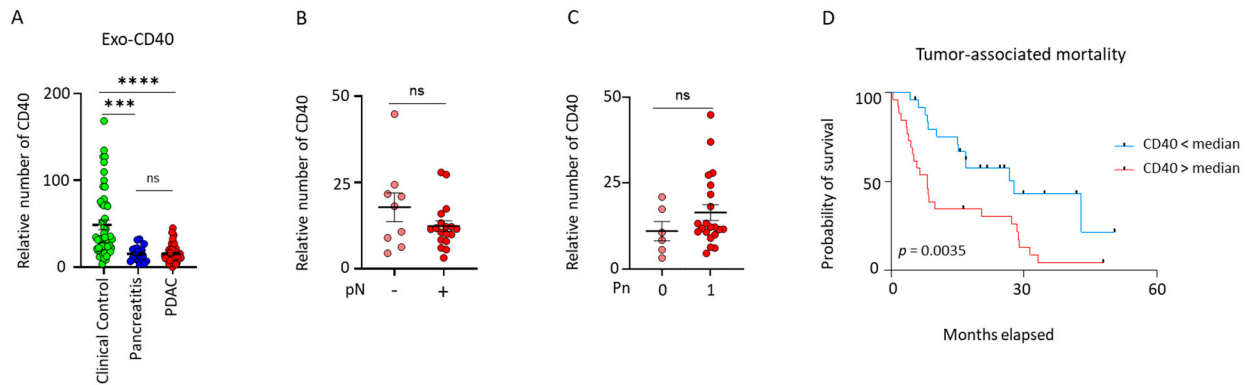 A
Exo-CD40
Relative number of CD40
200
100
0
****
***
ns
Clinical Control
Pancreatitis
PDAC
B
Relative number of CD40
50
25
0
ns
pN
-
+
C
Relative number of CD40
50
25
0
ns
Pn
0
1
D
Tumor-associated mortality
Probability of survival
100
50
0
p = 0.0035
0
30
60
Months elapsed
CD40 < median
CD40 > median